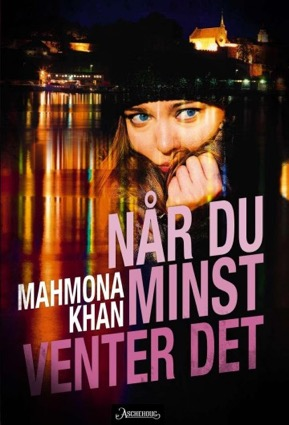 NÅR DU
MAHMONA
KHAN
MINST
VENTER DET
ASCHEHOUG